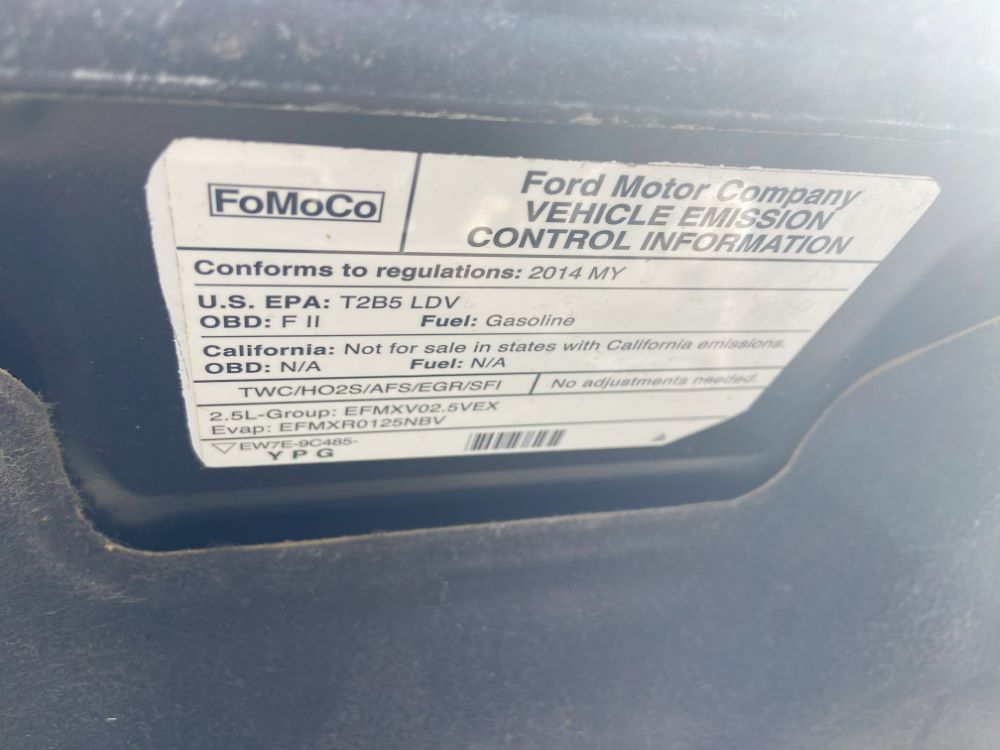 FoMoCo
Ford Motor Company
VEHICLE EMISSION
CONTROL INFORMATION
Conforms to regulations: 2014 MY
U.S. EPA: T2B5 LDV
OBD: F II Fuel: Gasoline
California: Not for sale in states with California emissions.
OBD: N/A Fuel: N/A
TWC/HO2S/AFS/EGR/SFI No adjustments needed.
2.5L-Group: EFMXV02.5VEX
Evap: EFMXR0125NBV
EW7E-9C485-
Y P G